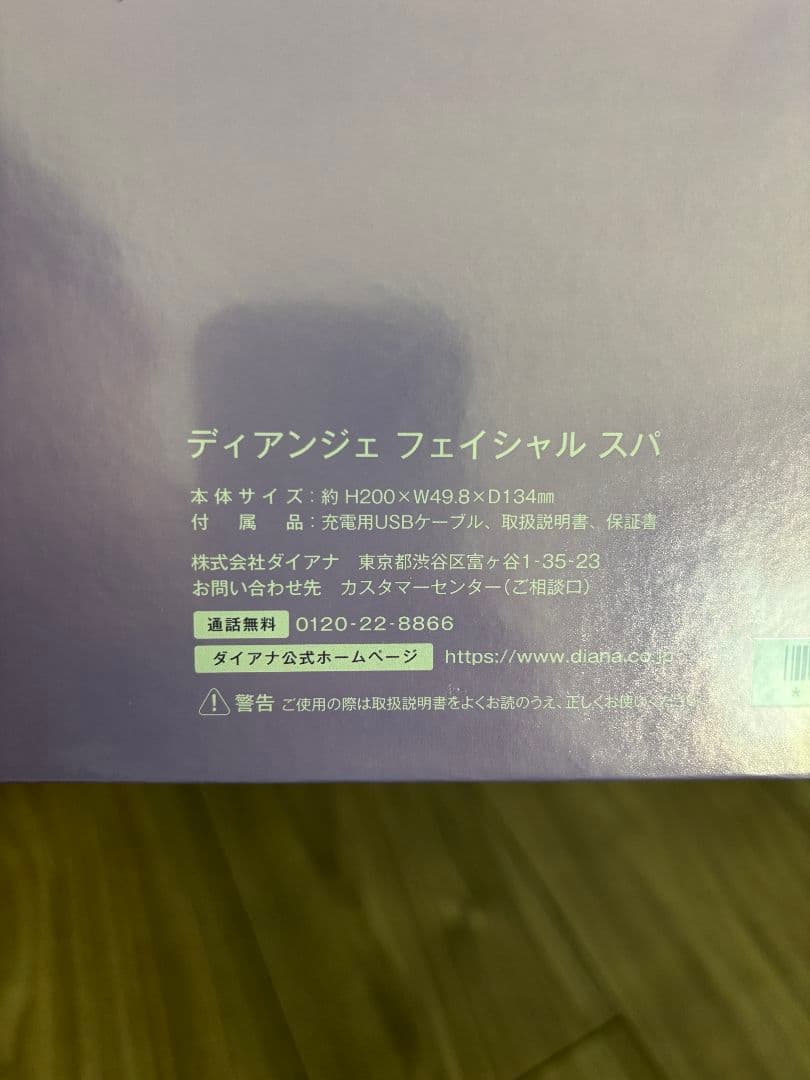 ディアンジェ フェイシャル スパ
本体サイズ：約 H200×W49.8×D134㎜
付属品：充電用USBケーブル、取扱説明書、保証書
株式会社ダイアナ 東京都渋谷区富ヶ谷1-35-23
お問い合わせ先 カスタマーセンター（ご相談口）
通話無料 0120-22-8866
ダイアナ公式ホームページ https://www.diana.co.jp
警告 ご使用の際は取扱説明書をよくお読のうえ、正しくお使いください